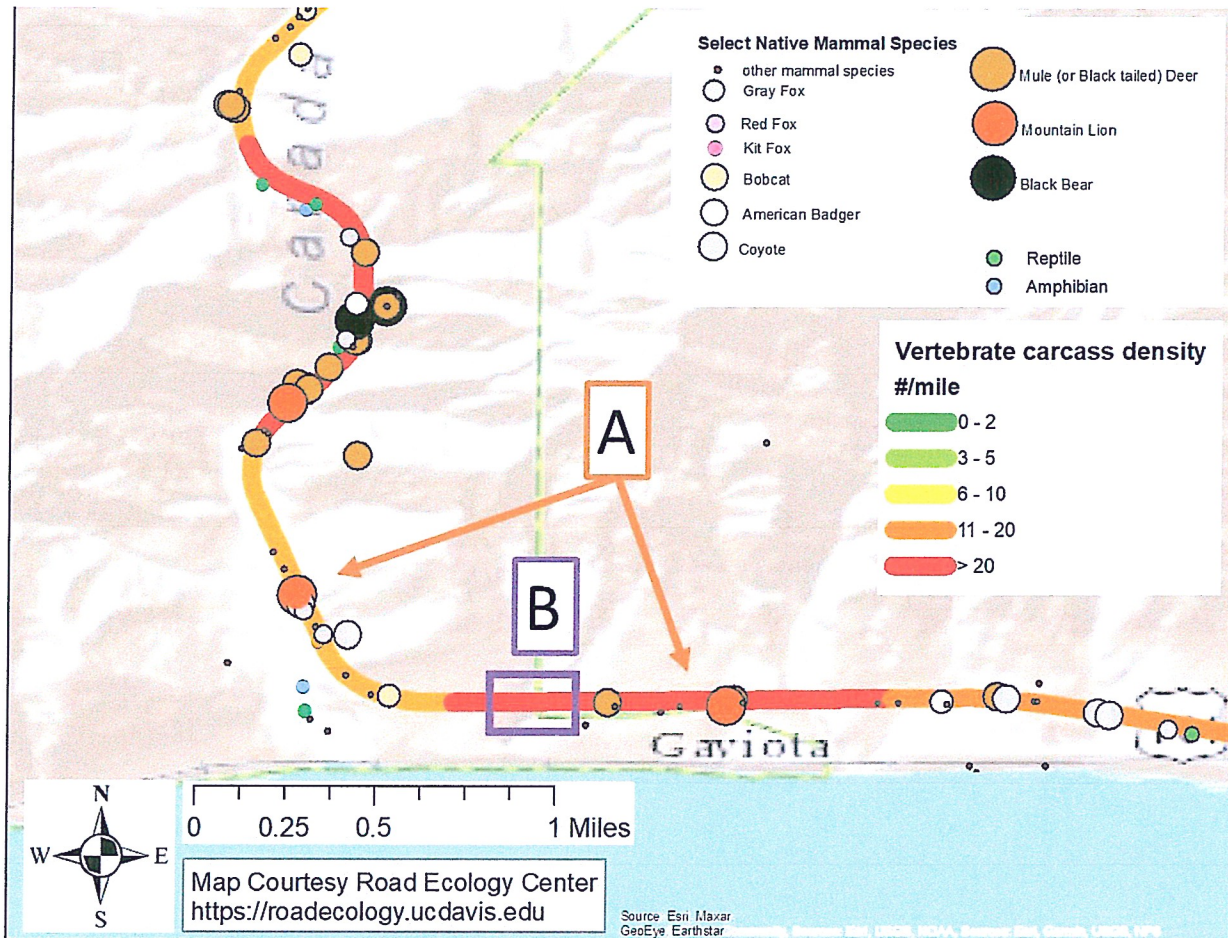 Cañada
Select Native Mammal Species
other mammal species
Gray Fox
Red Fox
Kit Fox
Bobcat
American Badger
Coyote
Mule (or Black tailed) Deer
Mountain Lion
Black Bear
Reptile
Amphibian
Vertebrate carcass density
#/mile
0 - 2
3 - 5
6 - 10
11 - 20
> 20
A
B
Gaviota
N
W
E
S
0 0.25 0.5 1 Miles
Map Courtesy Road Ecology Center
https://roadecology.ucdavis.edu
Source Esri Maxar
GeoEye Earthstar